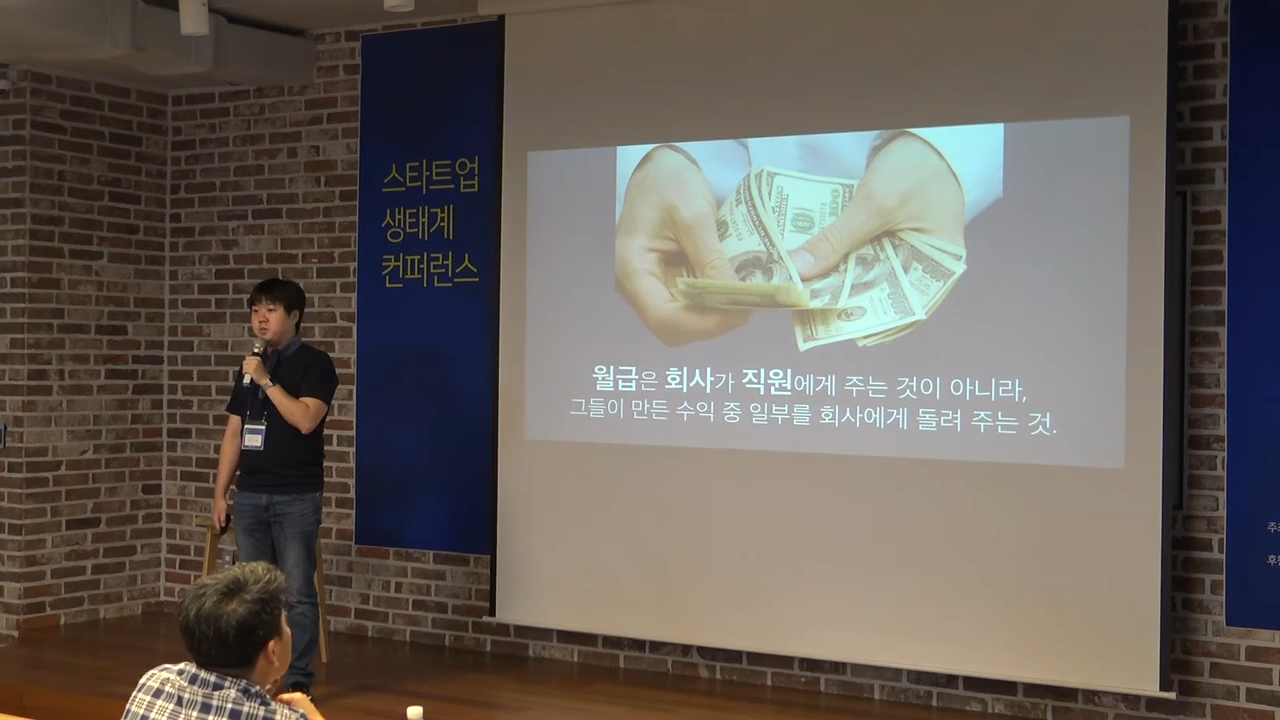 스타트업
생태계
컨퍼런스
월급은 회사가 직원에게 주는 것이 아니라,
그들이 만든 수익 중 일부를 회사에게 돌려 주는 것.